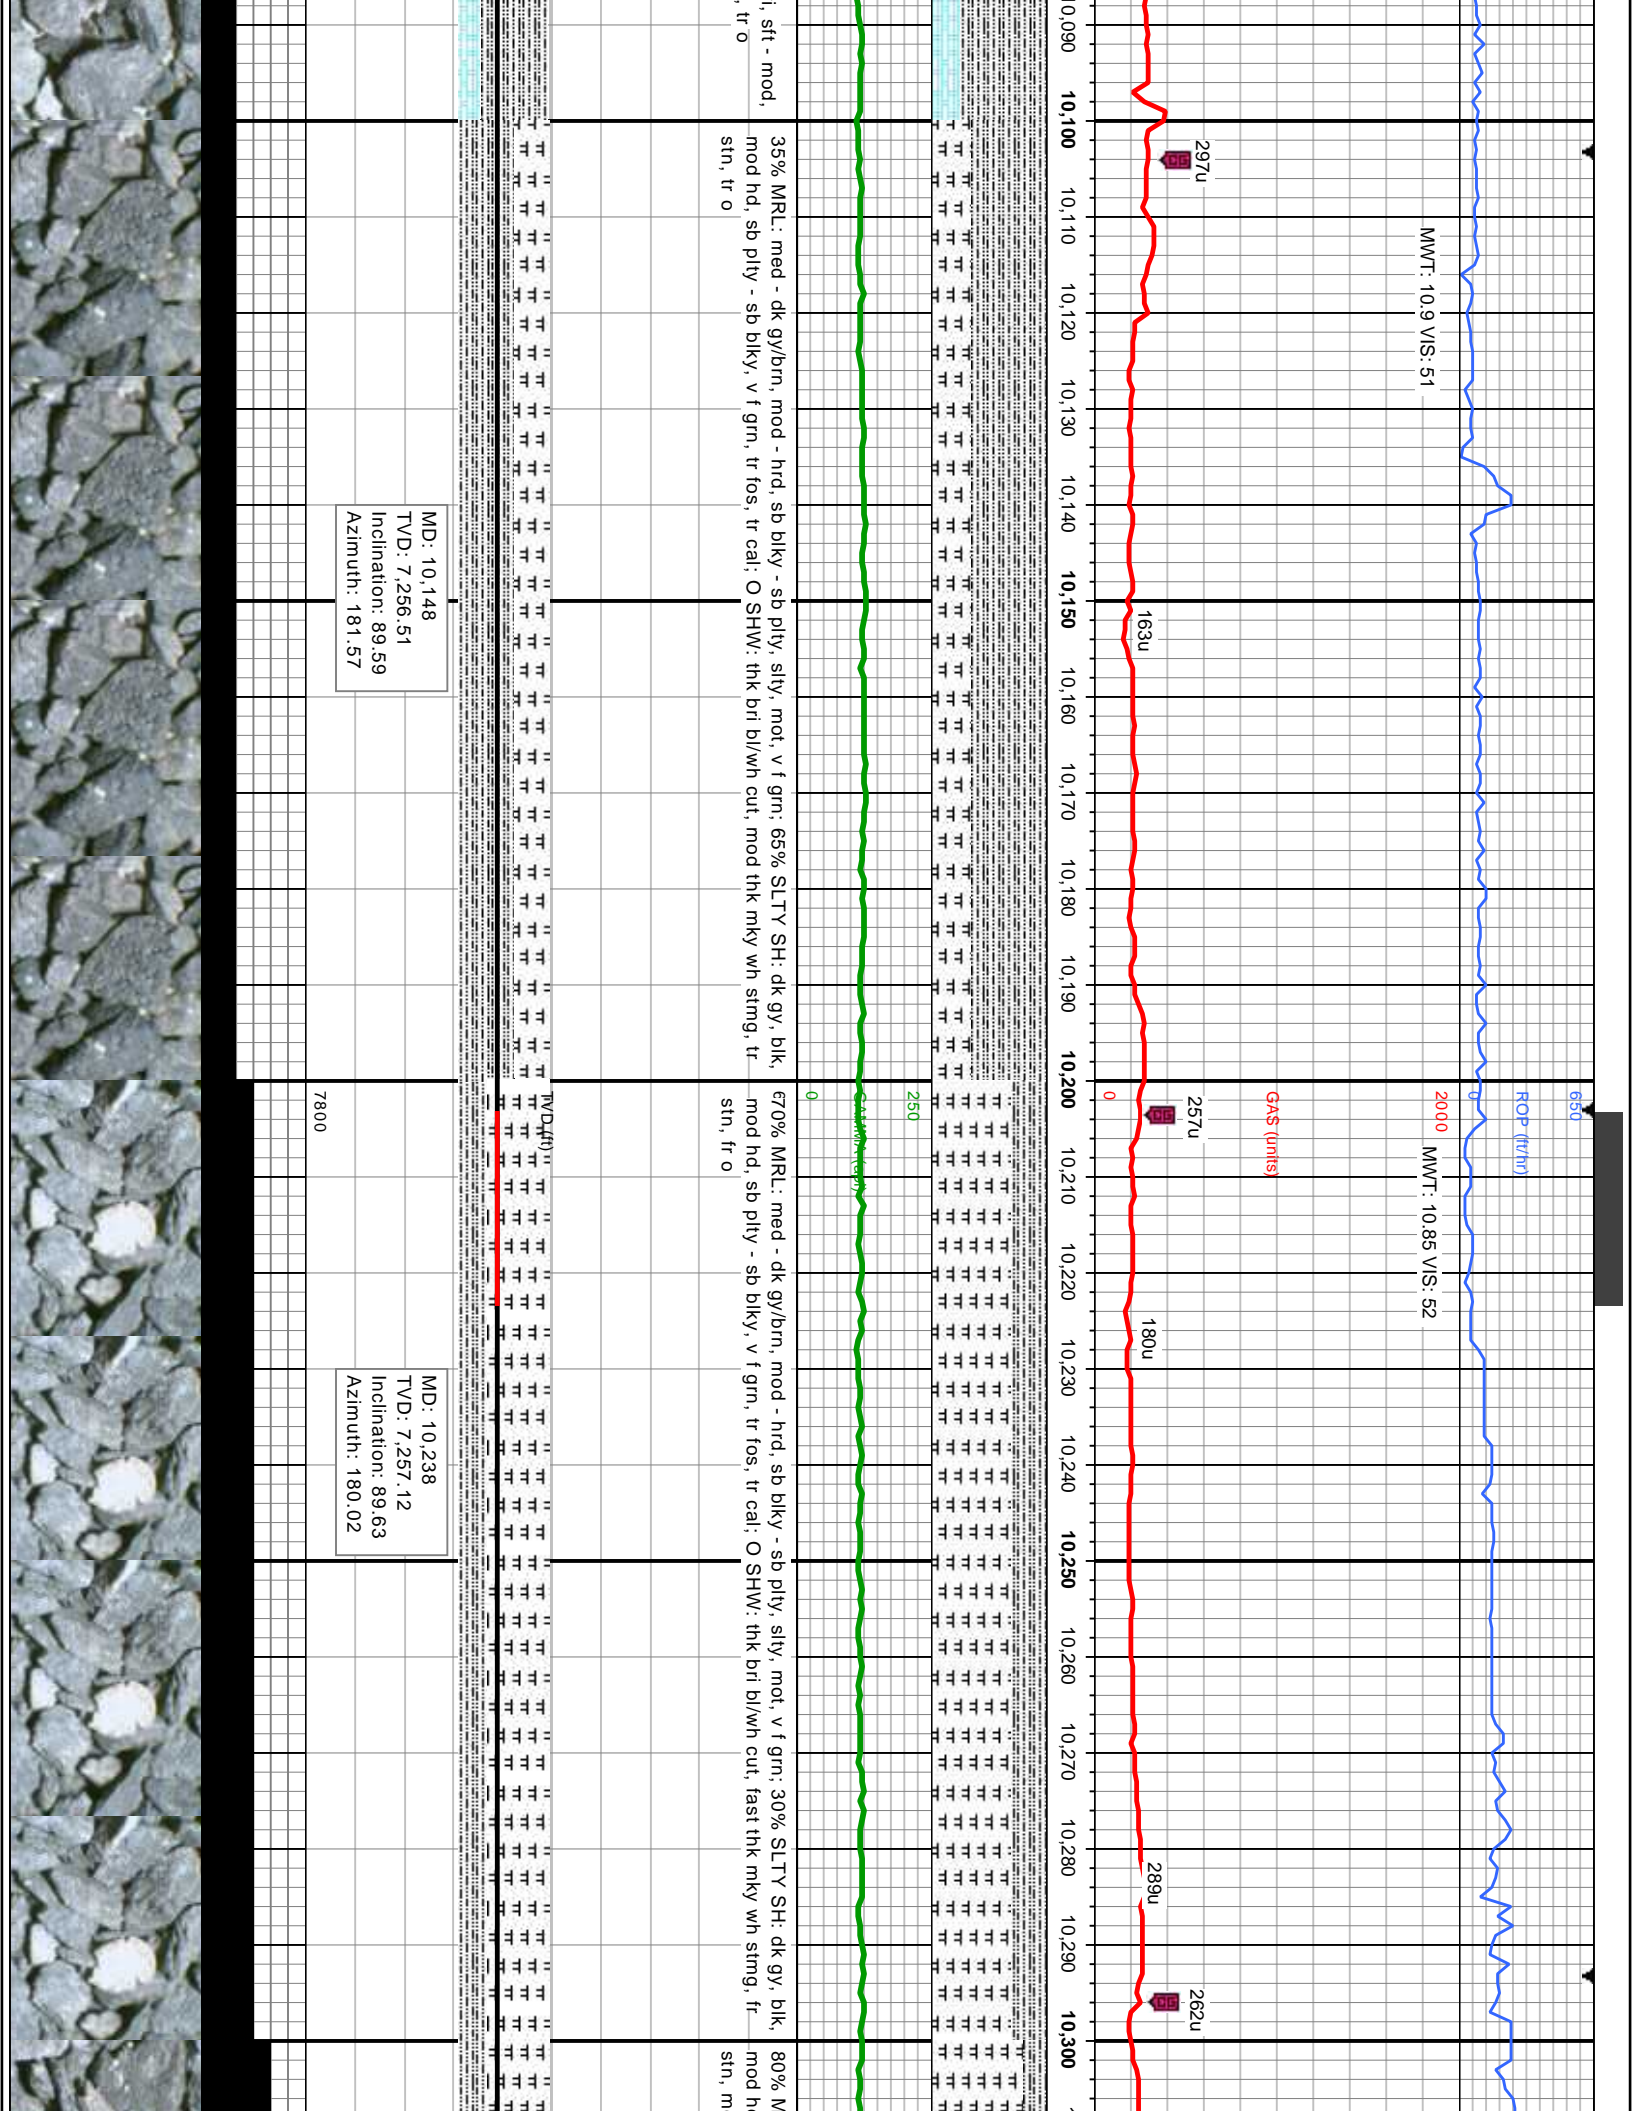 650
ROP (ft/hr)
0
MWT: 10.9 VIS: 51
MWT: 10.85 VIS: 52
2000
GAS (units)
0
297u
163u
257u
180u
289u
262u
10,090
10,100
10,110
10,120
10,130
10,140
10,150
10,160
10,170
10,180
10,190
10,200
10,210
10,220
10,230
10,240
10,250
10,260
10,270
10,280
10,290
10,300
250
GAMMA (api)
0
i, sft - mod,
, tr o
35% MRL: med - dk gy/brn, mod - hrd, sb blky - sb plty, slty, mot, v f grn; 65% SLTY SH: dk gy, blk,
mod hd, sb plty - sb blky, v f grn, tr fos, tr cal; O SHW: thk bri bl/wh cut, mod thk mky wh stmg, tr
stn, tr o
70% MRL: med - dk gy/brn, mod - hrd, sb blky - sb plty, slty, mot, v f grn; 30% SLTY SH: dk gy, blk,
mod hd, sb plty - sb blky, v f grn, tr fos, tr cal; O SHW: thk bri bl/wh cut, fast thk mky wh stmg, fr
stn, fr o
80% M
mod h
stn, m
TVD (ft)
7800
MD: 10,148
TVD: 7,256.51
Inclination: 89.59
Azimuth: 181.57
MD: 10,238
TVD: 7,257.12
Inclination: 89.63
Azimuth: 180.02